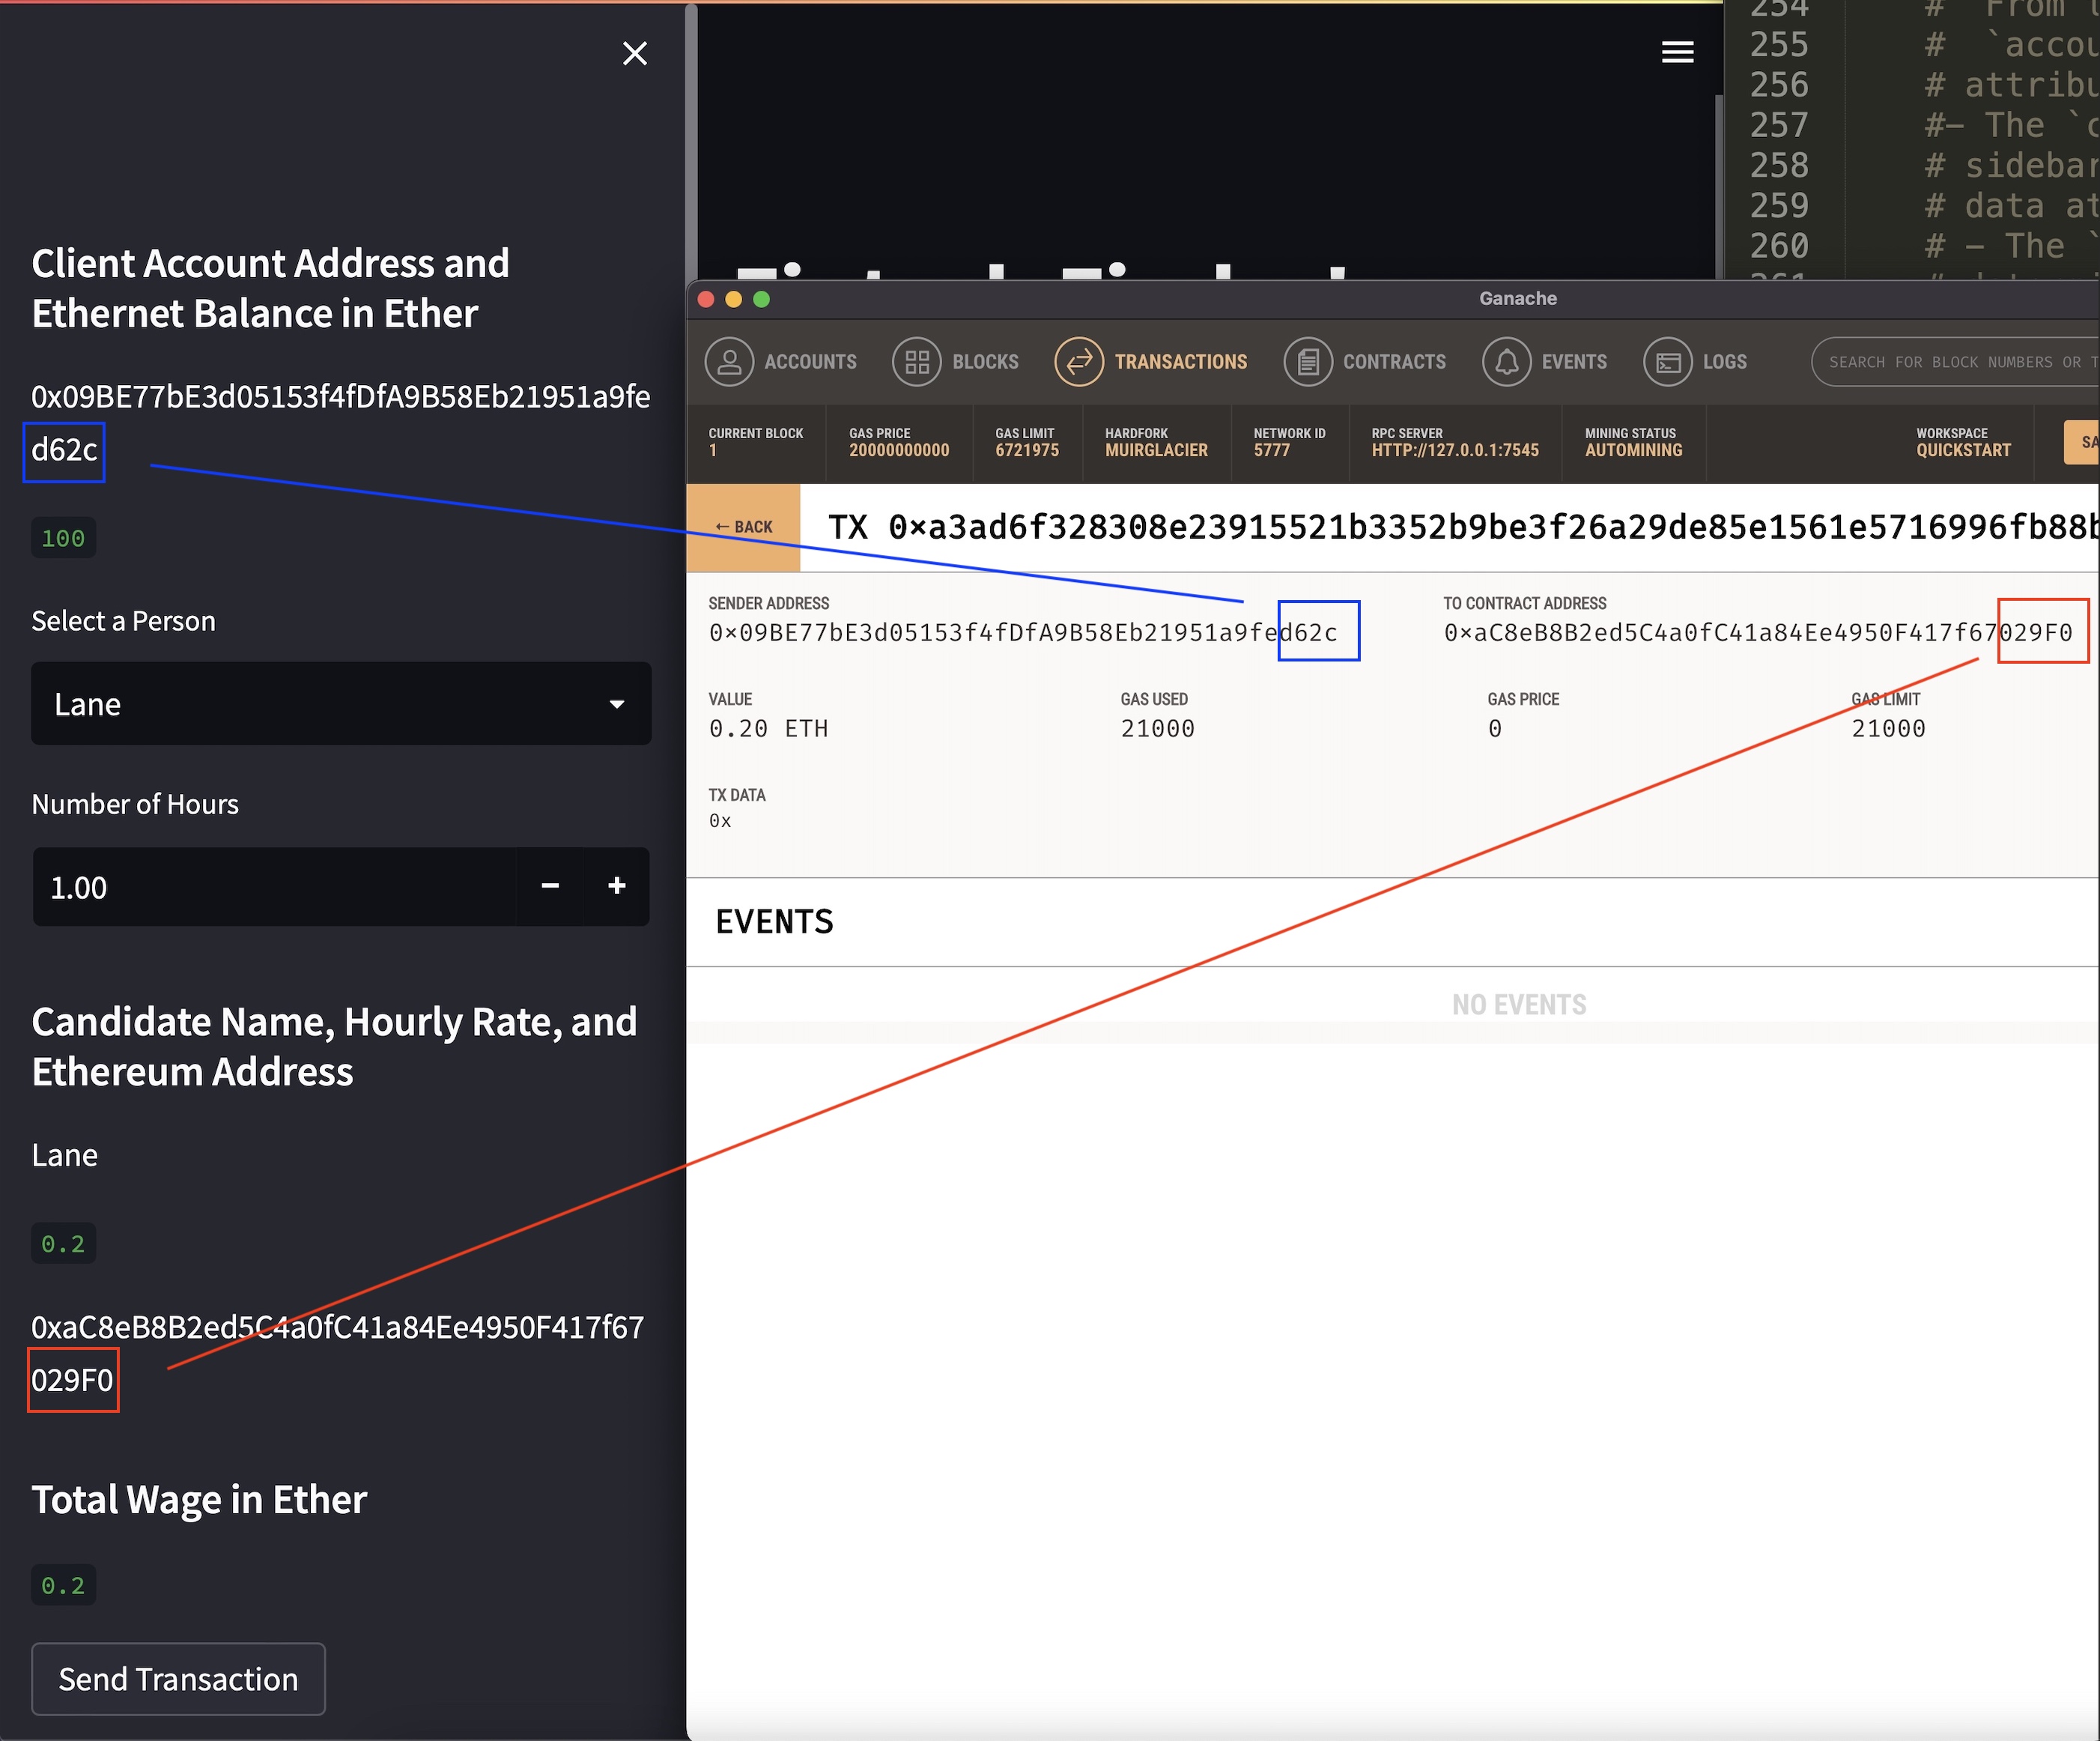 Client Account Address and
Ethernet Balance in Ether
0x09BE77bE3d05153f4fDfA9B58Eb21951a9fe
d62c
100
Select a Person
Lane
Number of Hours
1.00
Candidate Name, Hourly Rate, and
Ethereum Address
Lane
0.2
0xaC8eB8B2ed5C4a0fC41a84Ee4950F417f67
029F0
Total Wage in Ether
0.2
Send Transaction
254 # From
255 # `accou
256 # attribu
257 #- The `c
258 # sidebar
259 # data at
260 # - The `
Ganache
ACCOUNTS BLOCKS TRANSACTIONS CONTRACTS EVENTS LOGS SEARCH FOR BLOCK NUMBERS OR T
CURRENT BLOCK GAS PRICE GAS LIMIT HARDFORK NETWORK ID RPC SERVER MINING STATUS WORKSPACE
1 20000000000 6721975 MUIRGLACIER 5777 HTTP://127.0.0.1:7545 AUTOMINING QUICKSTART SA
← BACK TX 0×a3ad6f328308e23915521b3352b9be3f26a29de85e1561e5716996fb88b
SENDER ADDRESS TO CONTRACT ADDRESS
0×09BE77bE3d05153f4fDfA9B58Eb21951a9fed62c 0×aC8eB8B2ed5C4a0fC41a84Ee4950F417f67029F0
VALUE GAS USED GAS PRICE GAS LIMIT
0.20 ETH 21000 0 21000
TX DATA
0x
EVENTS
NO EVENTS